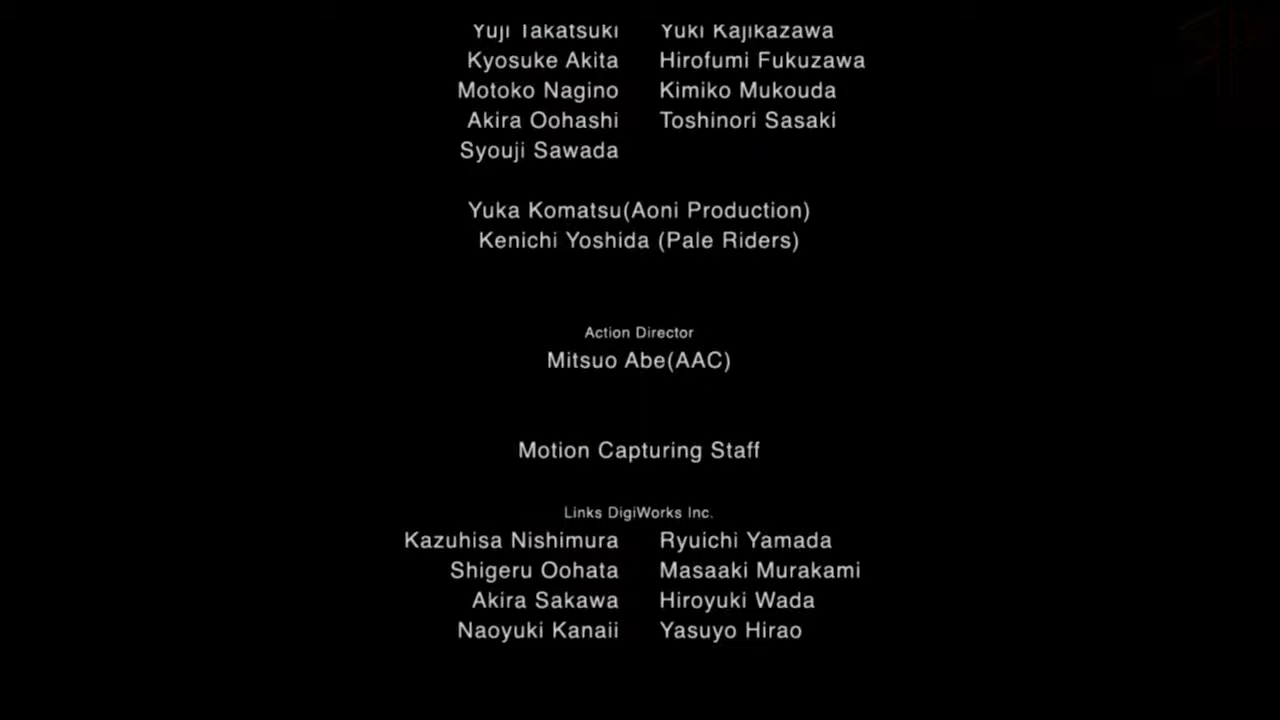 Yuji Takatsuki Yuki Kajikazawa
Kyosuke Akita Hirofumi Fukuzawa
Motoko Nagino Kimiko Mukouda
Akira Oohashi Toshinori Sasaki
Syouji Sawada
Yuka Komatsu(Aoni Production)
Kenichi Yoshida (Pale Riders)
Action Director
Mitsuo Abe(AAC)
Motion Capturing Staff
Links DigiWorks Inc.
Kazuhisa Nishimura Ryuichi Yamada
Shigeru Oohata Masaaki Murakami
Akira Sakawa Hiroyuki Wada
Naoyuki Kanaii Yasuyo Hirao